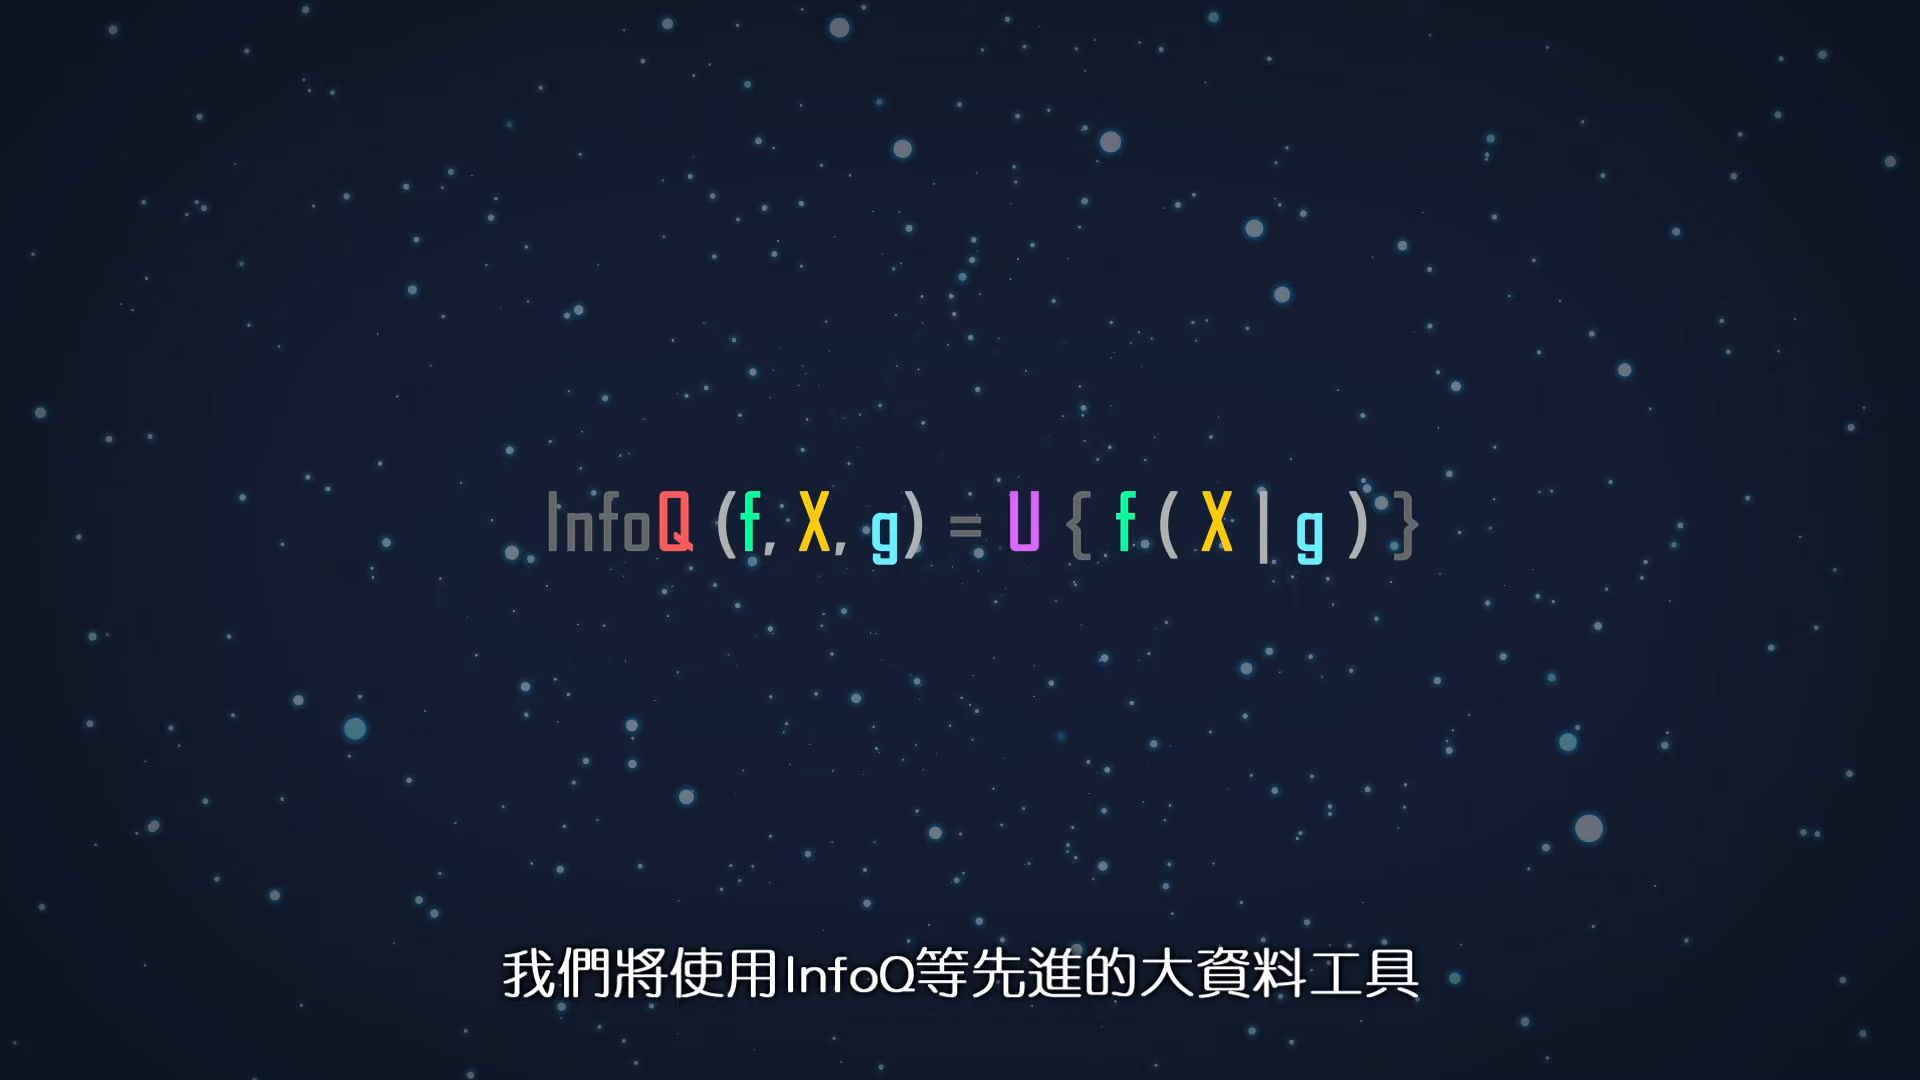 InfoQ (f, X, g) = U { f ( X | g ) }
我們將使用InfoQ等先進的大資料工具